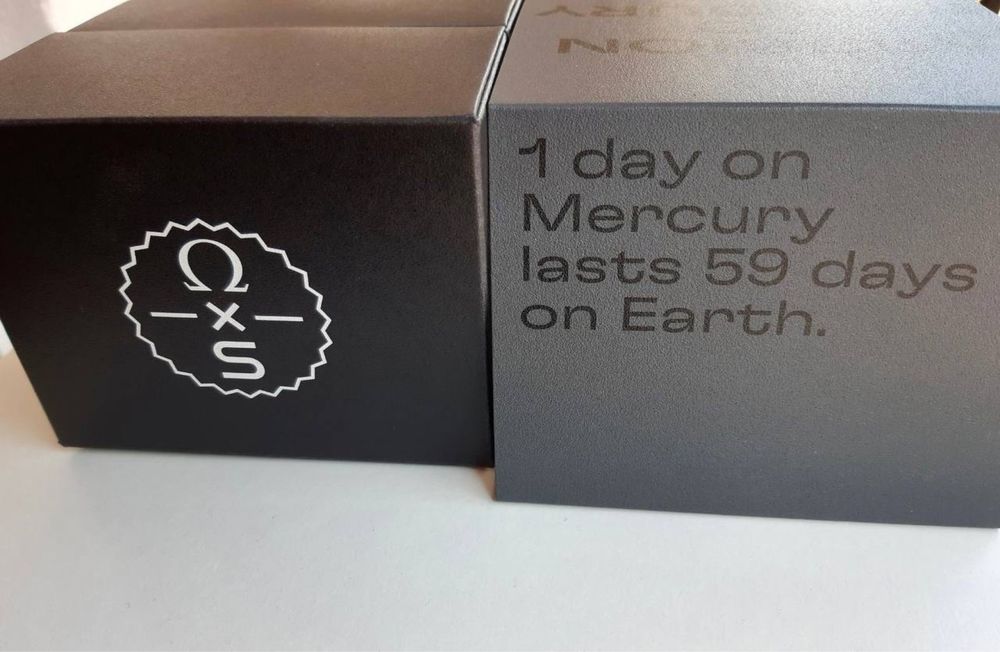 Ω
x
S
1 day on
Mercury
lasts 59 days
on Earth.